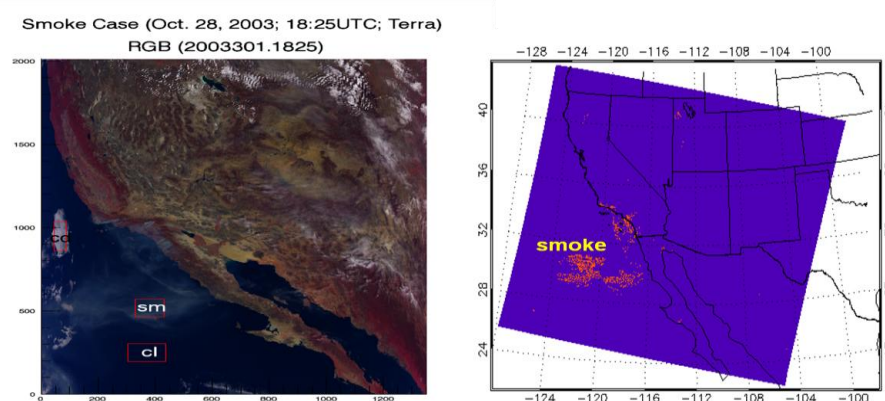 Smoke Case (Oct. 28, 2003; 18:25UTC; Terra)
RGB (2003301.1825)
2000
1500
1000
500
0
0 200 400 600 800 1000 1200
sm
cl
-128 -124 -120 -116 -112 -108 -104 -100
40
36
32
28
24
smoke
-124 -120 -116 -112 -108 -104 -100